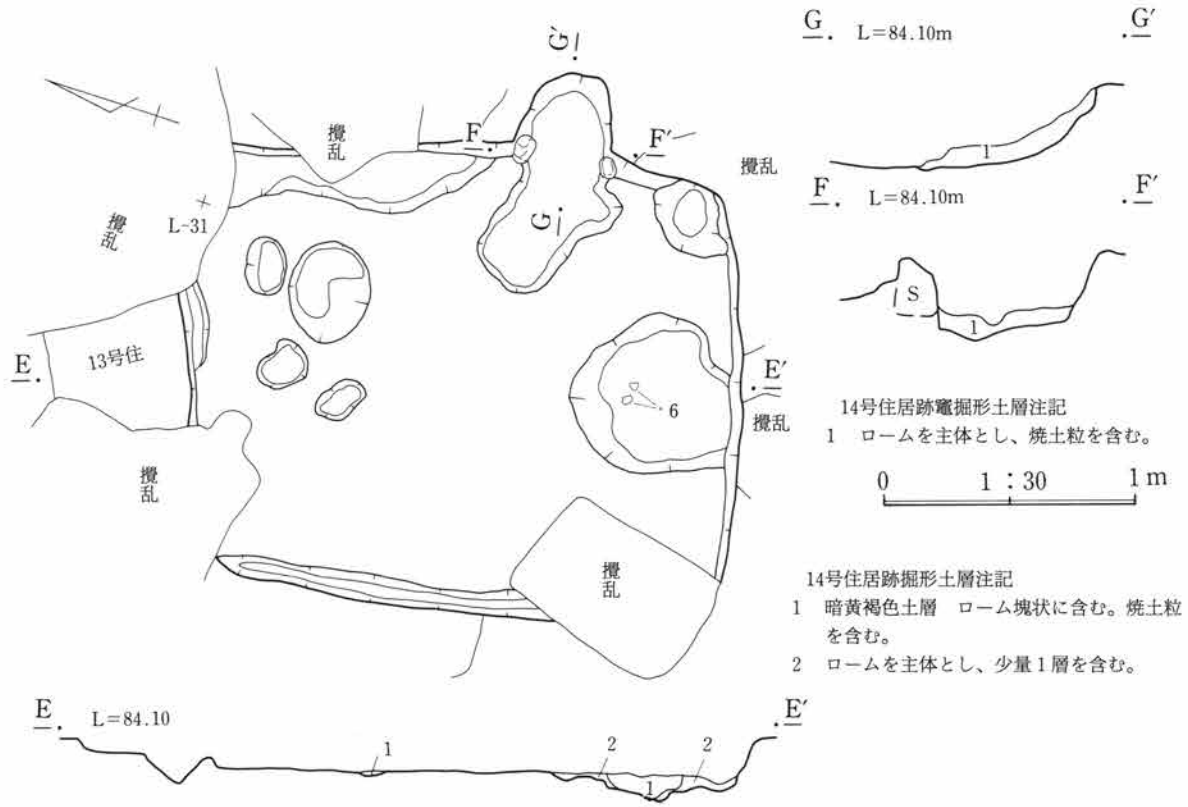 G′
G
L=84.10m
G′
攪乱
F
F′
攪乱
1
F
L=84.10m
F′
L-31
攪乱
G
S
1
E
13号住
E′
攪乱
6
14号住居跡竈掘形土層注記
1 ロームを主体とし、焼土粒を含む。
0 1:30 1m
攪乱
攪乱
14号住居跡掘形土層注記
1 暗黄褐色土層 ローム塊状に含む。焼土粒
を含む。
2 ロームを主体とし、少量1層を含む。
E
L=84.10
E′
1
2
2
1